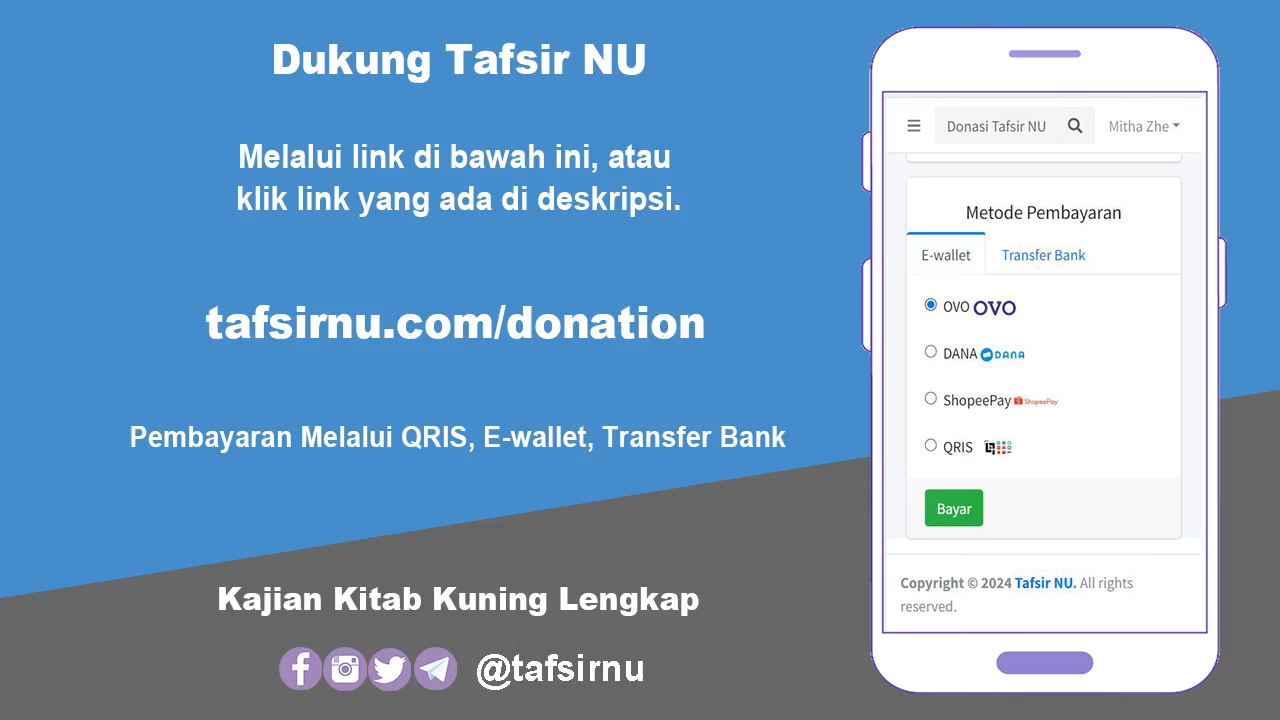 Dukung Tafsir NU
Melalui link di bawah ini, atau
klik link yang ada di deskripsi.
tafsirnu.com/donation
Pembayaran Melalui QRIS, E-wallet, Transfer Bank
Kajian Kitab Kuning Lengkap
@tafsirnu
Donasi Tafsir NU
Mitha Zhe
Metode Pembayaran
E-wallet Transfer Bank
OVO OVO
DANA DANA
ShopeePay ShopeePay
QRIS
Bayar
Copyright © 2024 Tafsir NU. All rights
reserved.